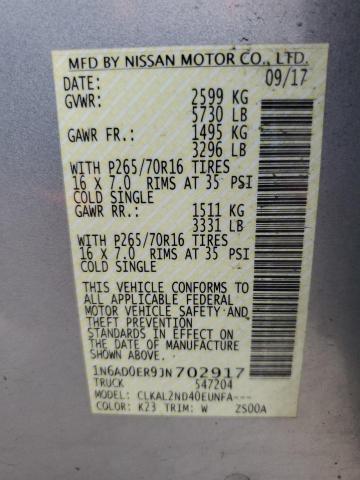 MFD BY NISSAN MOTOR CO., LTD.
DATE: 09/17
GVWR: 2599 KG
5730 LB
GAWR FR.: 1495 KG
3296 LB
WITH P265/70R16 TIRES
16 X 7.0 RIMS AT 35 PSI
COLD SINGLE
GAWR RR.: 1511 KG
3331 LB
WITH P265/70R16 TIRES
16 X 7.0 RIMS AT 35 PSI
COLD SINGLE
THIS VEHICLE CONFORMS TO
ALL APPLICABLE FEDERAL
MOTOR VEHICLE SAFETY AND
THEFT PREVENTION
STANDARDS IN EFFECT ON
THE DATE OF MANUFACTURE
SHOWN ABOVE.
1N6AD0ER9JN702917
TRUCK 547204
MODEL: CLKAL2ND40EUNFA---
COLOR: K23 TRIM: W ZS00A